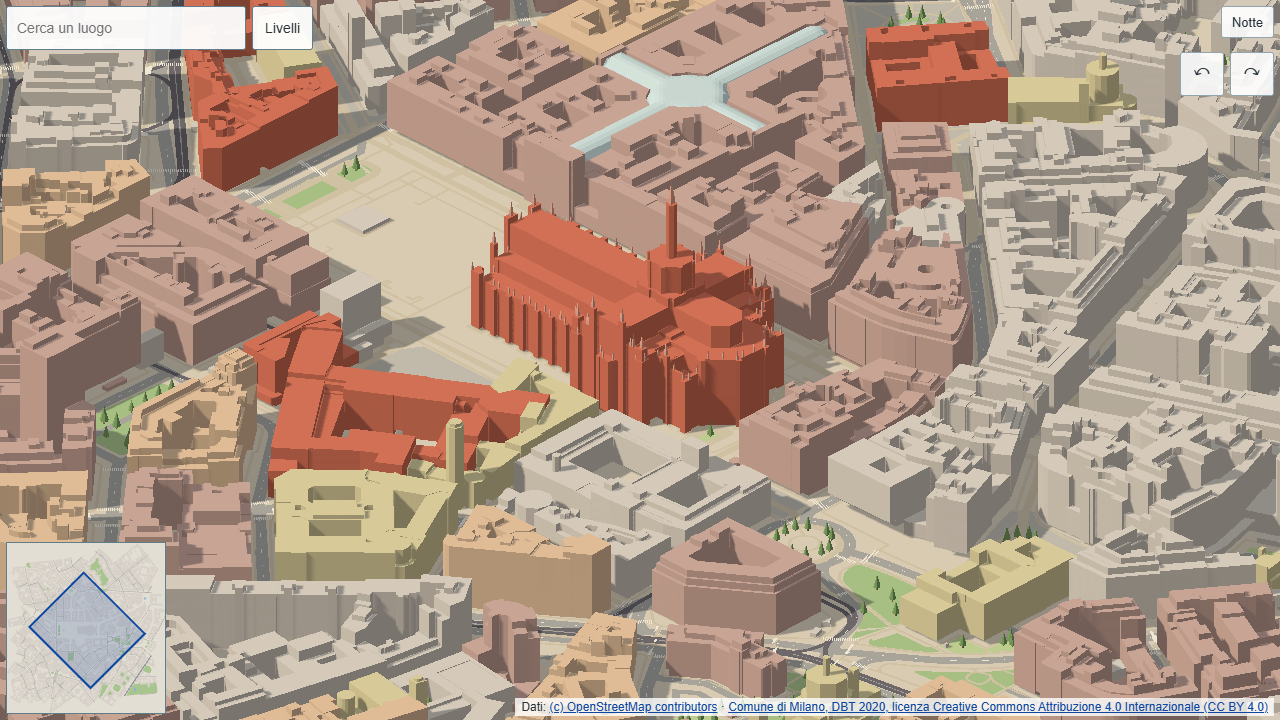 Cerca un luogo
Livelli
Notte
Dati: (c) OpenStreetMap contributors · Comune di Milano, DBT 2020, licenza Creative Commons Attribuzione 4.0 Internazionale (CC BY 4.0)